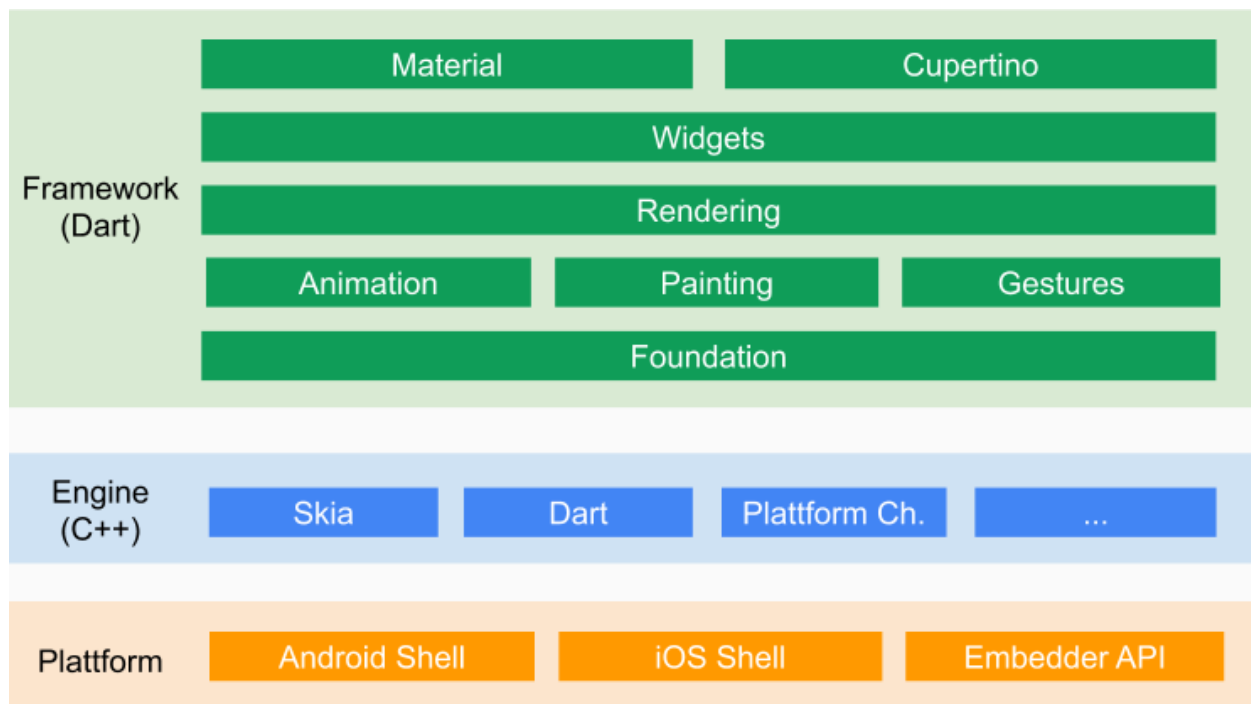 Material
Cupertino
Widgets
Framework
(Dart)
Rendering
Animation
Painting
Gestures
Foundation
Engine
(C++)
Skia
Dart
Plattform Ch.
...
Plattform
Android Shell
iOS Shell
Embedder API